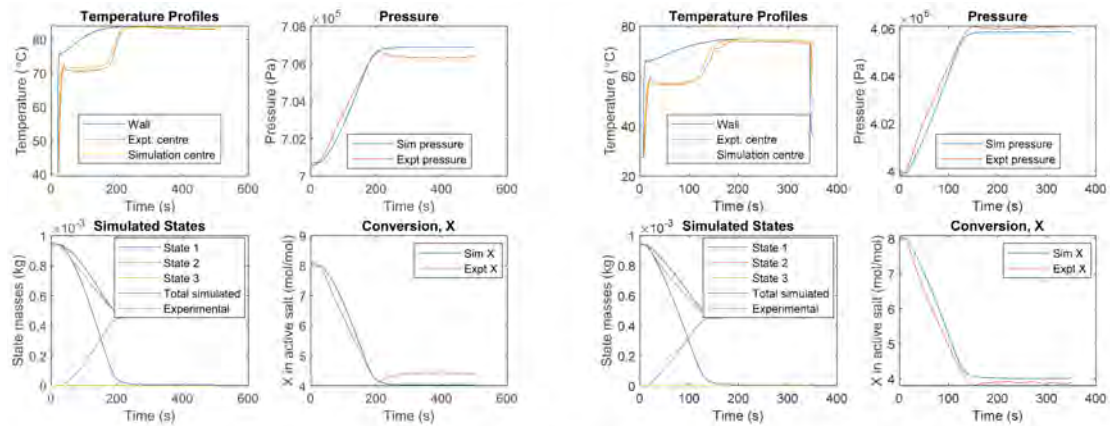 Temperature Profiles
80
70
60
50
40
Temperature (°C)
Wall
Expt. centre
Simulation centre
0
200
400
600
Time (s)
× 10⁵
Pressure
7.08
7.06
7.04
7.02
7
Pressure (Pa)
Sim pressure
Expt pressure
0
200
400
600
Time (s)
1
× 10⁻³
Simulated States
0.8
0.6
0.4
0.2
0
State masses (kg)
State 1
State 2
State 3
Total simulated
Experimental
0
200
400
600
Time (s)
Conversion, X
9
8
7
6
5
4
X in active salt (mol/mol)
Sim X
Expt X
0
200
400
600
Time (s)
Temperature Profiles
80
60
40
20
Temperature (°C)
Wall
Expt. centre
Simulation centre
0
100
200
300
400
Time (s)
Pressure
4.06
4.04
4.02
4
Pressure (Pa)
Sim pressure
Expt pressure
0
100
200
300
400
Time (s)
1
× 10⁻³
Simulated States
0.8
0.6
0.4
0.2
0
State masses (kg)
State 1
State 2
State 3
Total simulated
Experimental
0
100
200
300
400
Time (s)
Conversion, X
8
7
6
5
4
X in active salt (mol/mol)
Sim X
Expt X
0
100
200
300
400
Time (s)